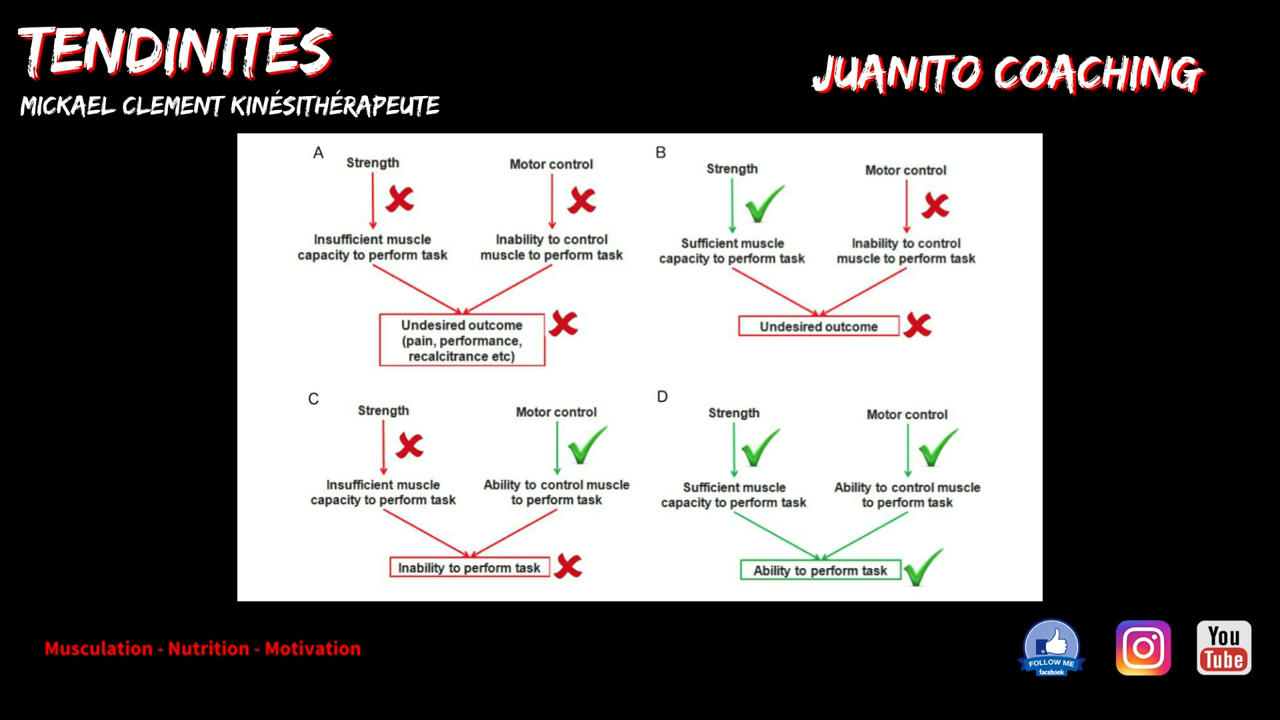 TENDINITES
MICKAEL CLEMENT KINÉSITHÉRAPEUTE
JUANITO COACHING
A
Strength
Motor control
Insufficient muscle
capacity to perform task
Inability to control
muscle to perform task
Undesired outcome
(pain, performance,
recalcitrance etc)
B
Strength
Motor control
Sufficient muscle
capacity to perform task
Inability to control
muscle to perform task
Undesired outcome
C
Strength
Motor control
Insufficient muscle
capacity to perform task
Ability to control muscle
to perform task
Inability to perform task
D
Strength
Motor control
Sufficient muscle
capacity to perform task
Ability to control muscle
to perform task
Ability to perform task
Musculation - Nutrition - Motivation
FOLLOW ME
facebook
You
Tube